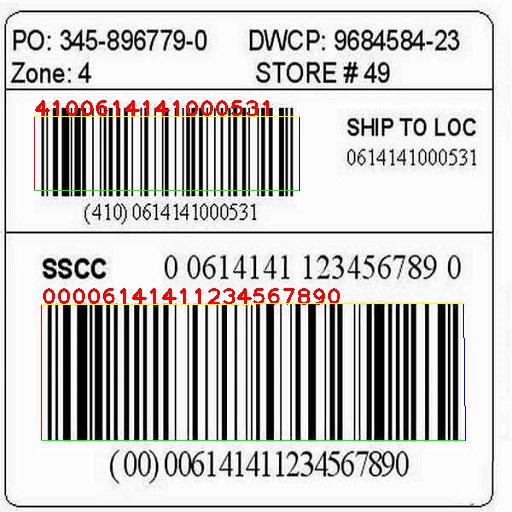 PO: 345-896779-0 DWCP: 9684584-23
Zone: 4 STORE # 49
4100614141000531
SHIP TO LOC
0614141000531
(410) 0614141000531
SSCC 0 0614141 123456789 0
00006141411234567890
(00) 006141411234567890